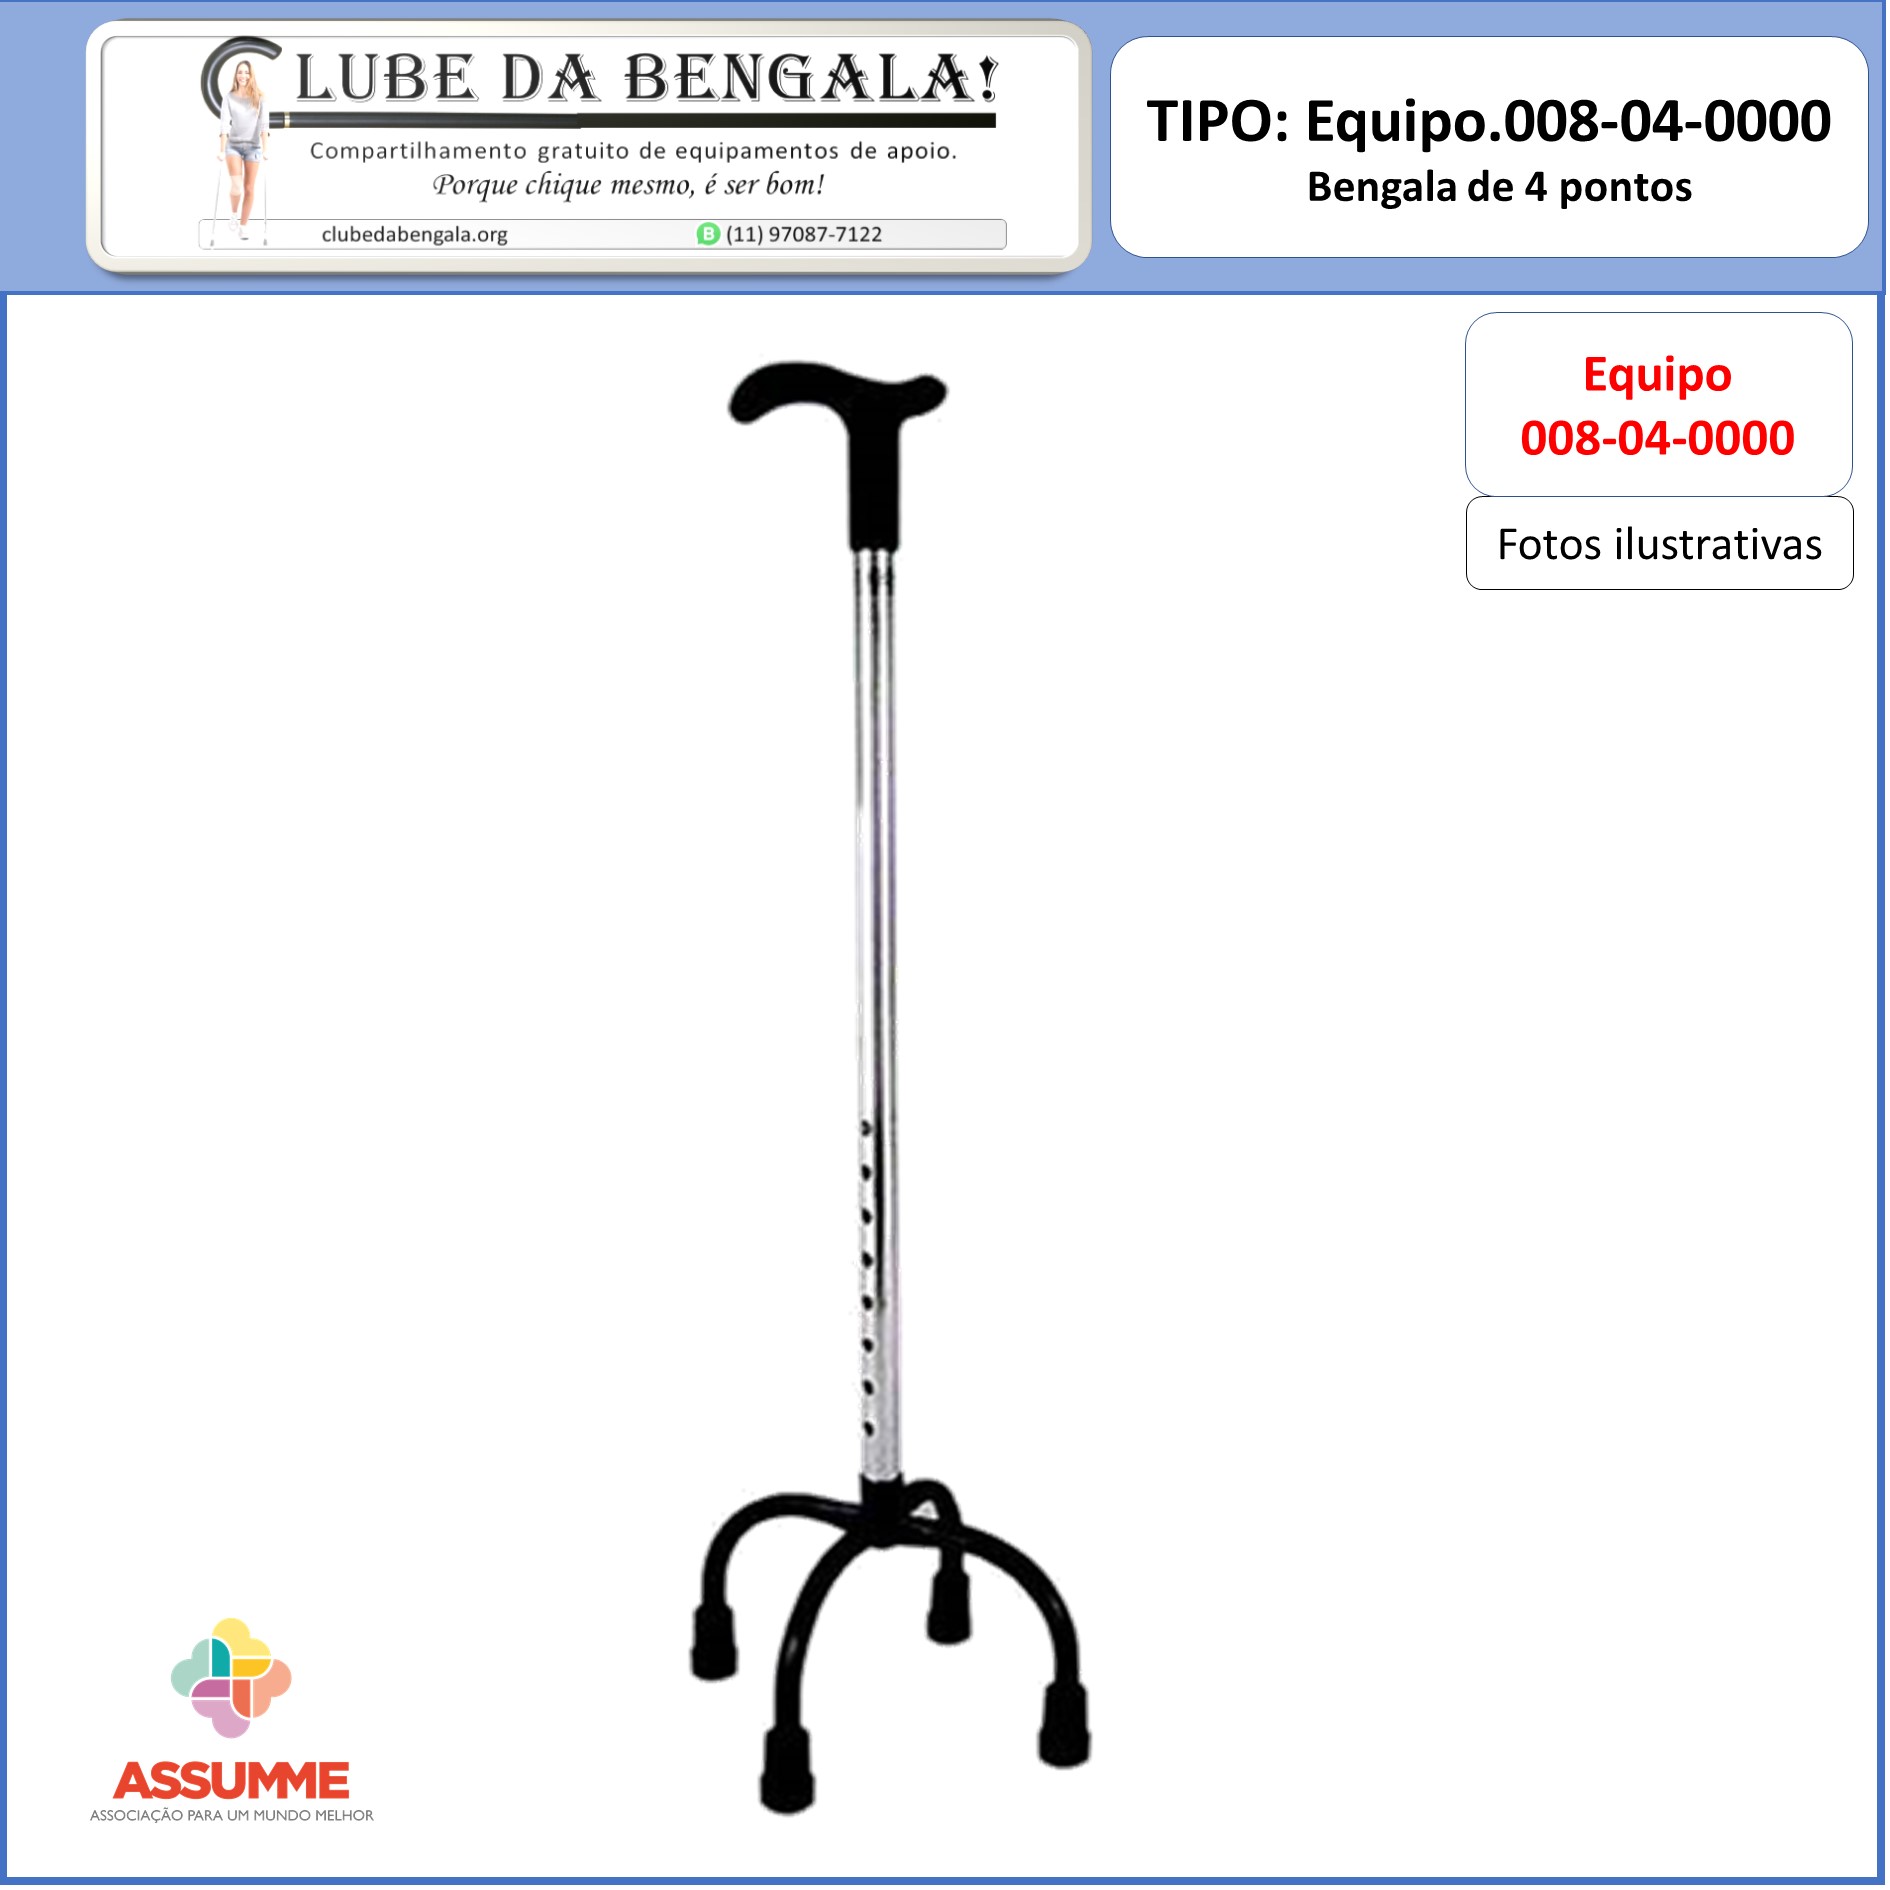 CLUBE DA BENGALA!
Compartilhamento gratuito de equipamentos de apoio.
Porque chique mesmo, é ser bom!
clubedabengala.org
B (11) 97087-7122
TIPO: Equipo.008-04-0000
Bengala de 4 pontos
Equipo
008-04-0000
Fotos ilustrativas
ASSUMME
ASSOCIAÇÃO PARA UM MUNDO MELHOR